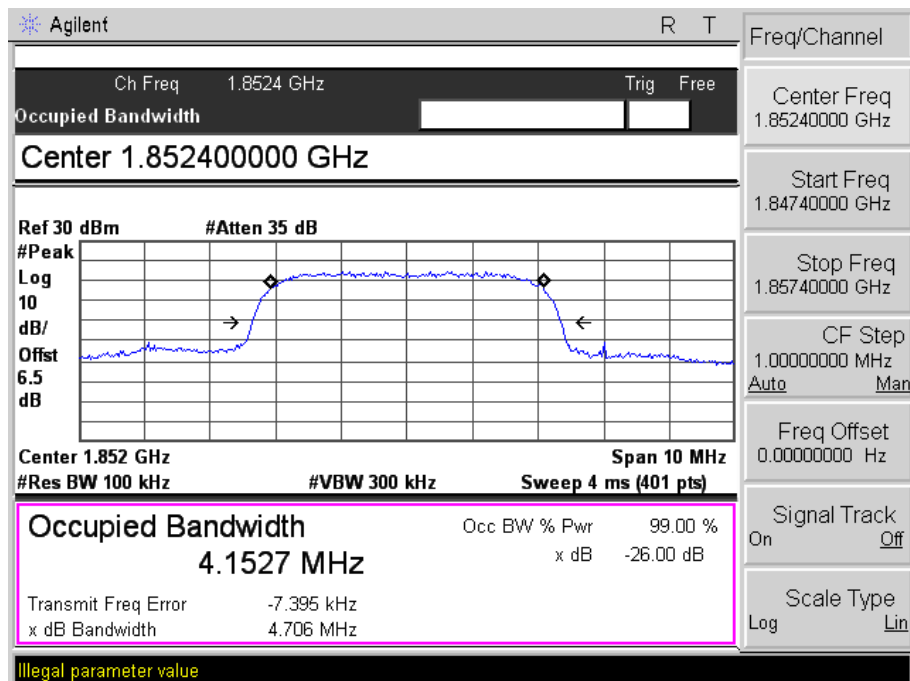 Agilent R T
Ch Freq 1.8524 GHz Trig Free
Occupied Bandwidth
Center 1.852400000 GHz
Ref 30 dBm #Atten 35 dB
#Peak
Log
10
dB/
Offst
6.5
dB
Center 1.852 GHz Span 10 MHz
#Res BW 100 kHz #VBW 300 kHz Sweep 4 ms (401 pts)
Occupied Bandwidth Occ BW % Pwr 99.00 %
4.1527 MHz x dB -26.00 dB
Transmit Freq Error -7.395 kHz
x dB Bandwidth 4.706 MHz
Illegal parameter value
Freq/Channel
Center Freq
1.85240000 GHz
Start Freq
1.84740000 GHz
Stop Freq
1.85740000 GHz
CF Step
1.00000000 MHz
Auto Man
Freq Offset
0.00000000 Hz
Signal Track
On Off
Scale Type
Log Lin